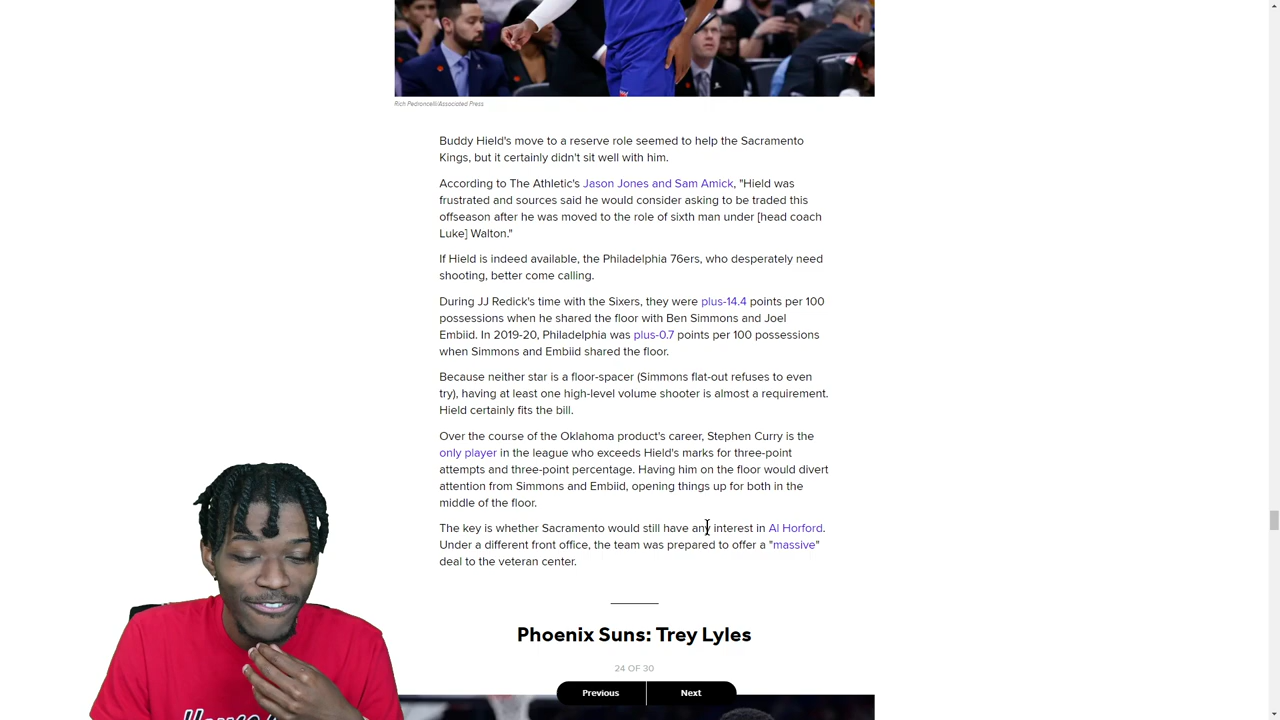 Rich Pedroncelli/Associated Press
Buddy Hield's move to a reserve role seemed to help the Sacramento
Kings, but it certainly didn't sit well with him.
According to The Athletic's Jason Jones and Sam Amick, "Hield was
frustrated and sources said he would consider asking to be traded this
offseason after he was moved to the role of sixth man under [head coach
Luke] Walton."
If Hield is indeed available, the Philadelphia 76ers, who desperately need
shooting, better come calling.
During JJ Redick's time with the Sixers, they were plus-14.4 points per 100
possessions when he shared the floor with Ben Simmons and Joel
Embiid. In 2019-20, Philadelphia was plus-0.7 points per 100 possessions
when Simmons and Embiid shared the floor.
Because neither star is a floor-spacer (Simmons flat-out refuses to even
try), having at least one high-level volume shooter is almost a requirement.
Hield certainly fits the bill.
Over the course of the Oklahoma product's career, Stephen Curry is the
only player in the league who exceeds Hield's marks for three-point
attempts and three-point percentage. Having him on the floor would divert
attention from Simmons and Embiid, opening things up for both in the
middle of the floor.
The key is whether Sacramento would still have any interest in Al Horford.
Under a different front office, the team was prepared to offer a "massive"
deal to the veteran center.
Phoenix Suns: Trey Lyles
24 OF 30
Previous
Next